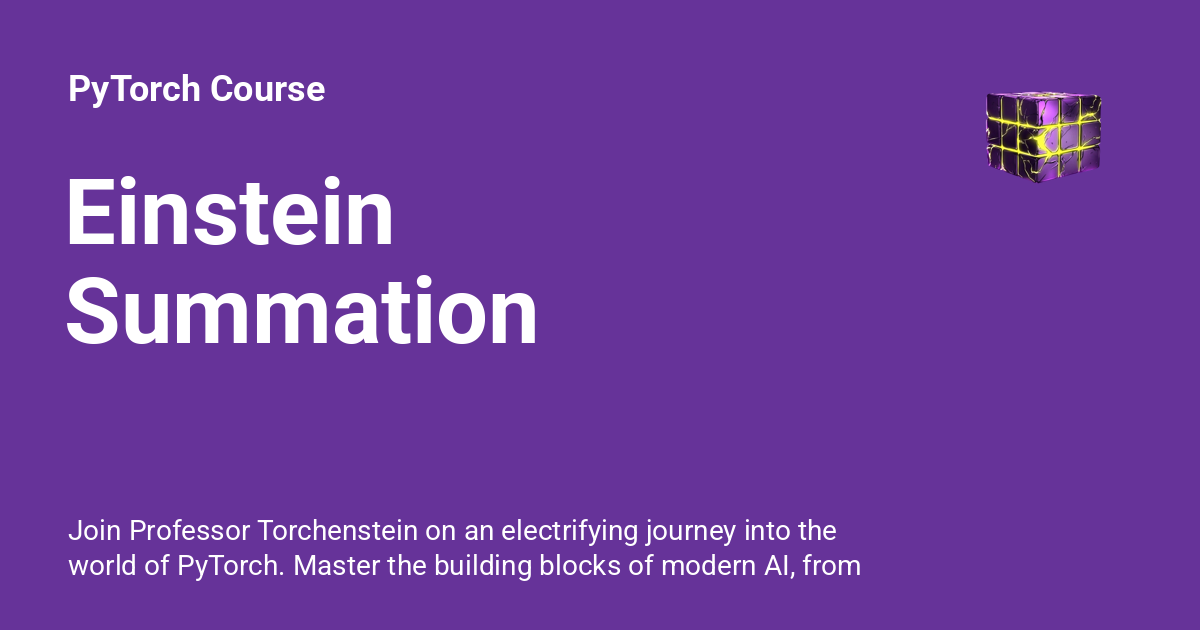 PyTorch Course
Einstein
Summation
Join Professor Torchenstein on an electrifying journey into the
world of PyTorch. Master the building blocks of modern AI, from